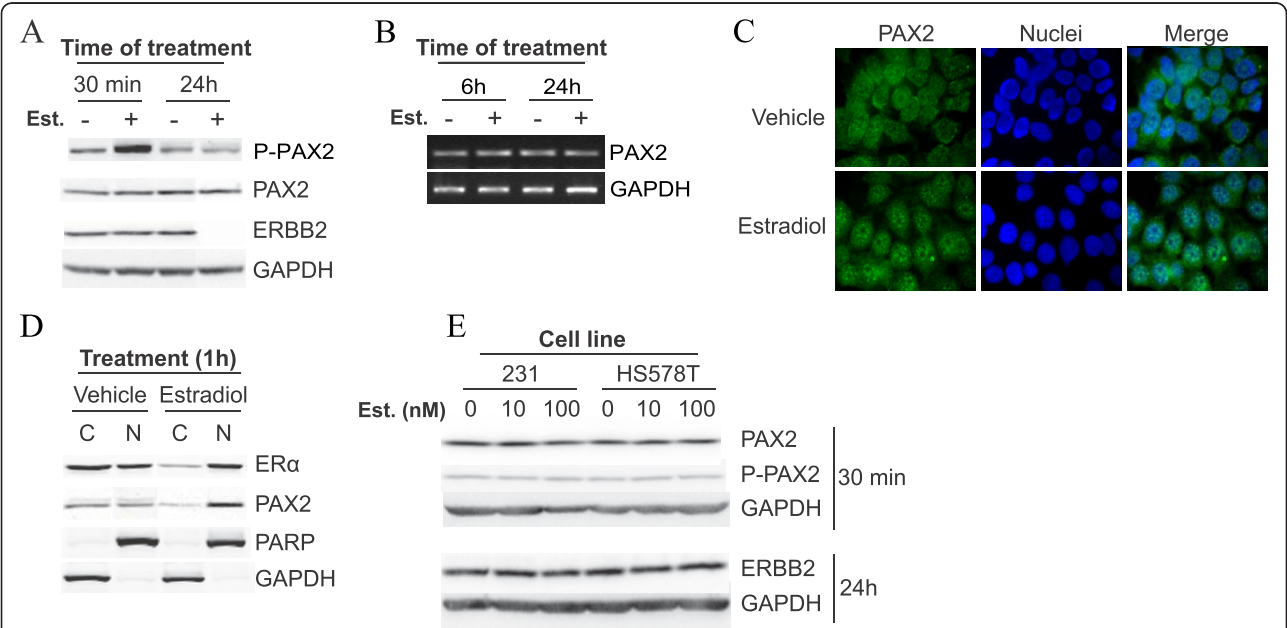 A
Time of treatment
30 min 24h
Est. - + - +
P-PAX2
PAX2
ERBB2
GAPDH
B
Time of treatment
6h 24h
Est. - + - +
PAX2
GAPDH
C
PAX2 Nuclei Merge
Vehicle
Estradiol
D
Treatment (1h)
Vehicle Estradiol
C N C N
ERα
PAX2
PARP
GAPDH
E
Cell line
231 HS578T
Est. (nM) 0 10 100 0 10 100
PAX2
P-PAX2
GAPDH
30 min
ERBB2
GAPDH
24h